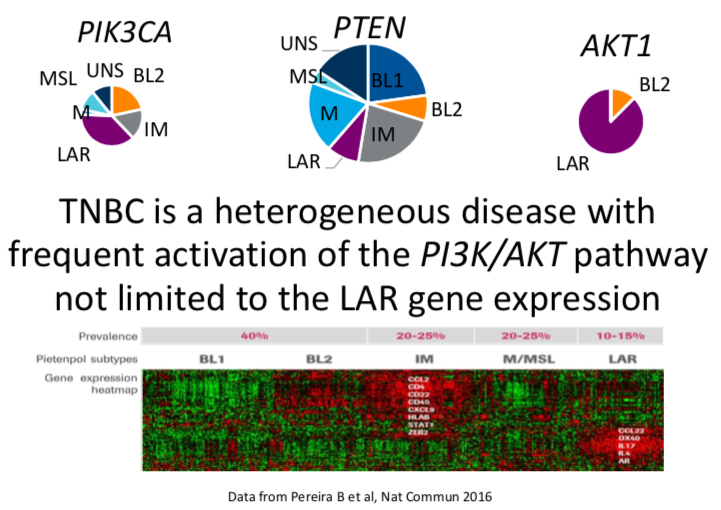 PIK3CA
PTEN
AKT1
MSL
UNS
BL2
M
IM
LAR
UNS
MSL
BL1
M
BL2
IM
LAR
BL2
LAR
TNBC is a heterogeneous disease with
frequent activation of the PI3K/AKT pathway
not limited to the LAR gene expression
Prevalence 40% 20-25% 20-25% 10-15%
Pietenpol subtypes BL1 BL2 IM M/MSL LAR
Gene expression
heatmap
CCL2
CD4
CD22
CD45
CXCL9
HLAB
STAT1
ZEB2
CCL22
OX40
IL17
IL4
AR
Data from Pereira B et al, Nat Commun 2016